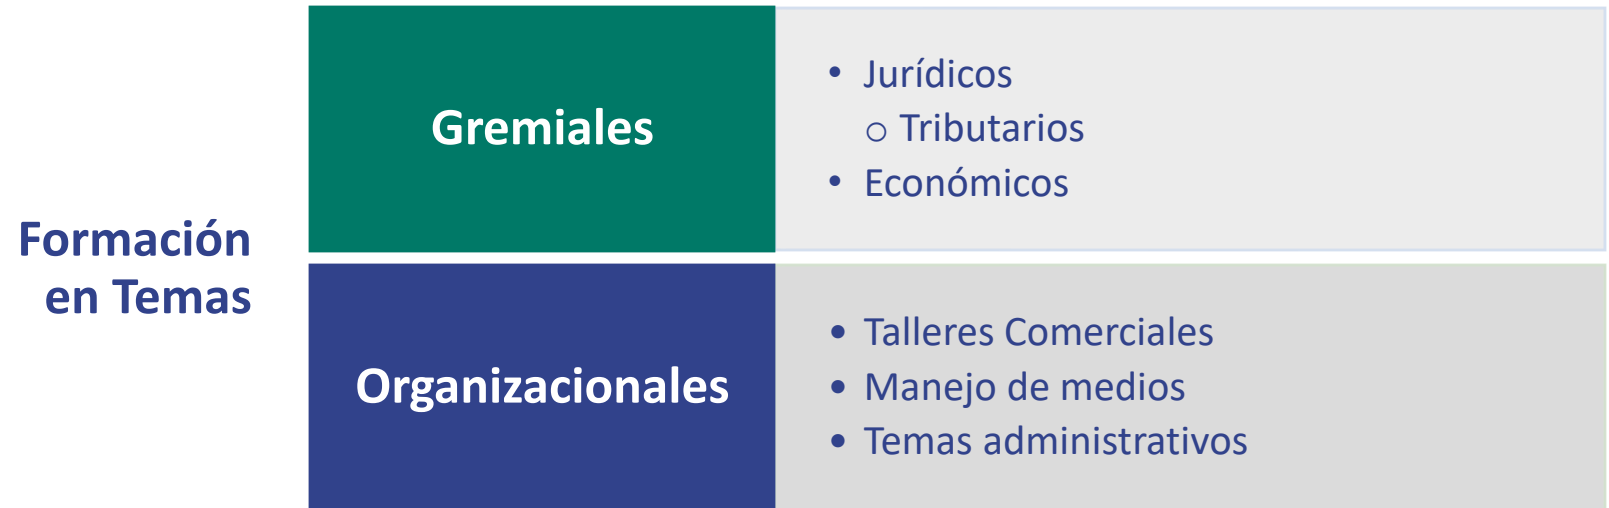 Formación
en Temas
Gremiales
• Jurídicos
o Tributarios
• Económicos
Organizacionales
• Talleres Comerciales
• Manejo de medios
• Temas administrativos